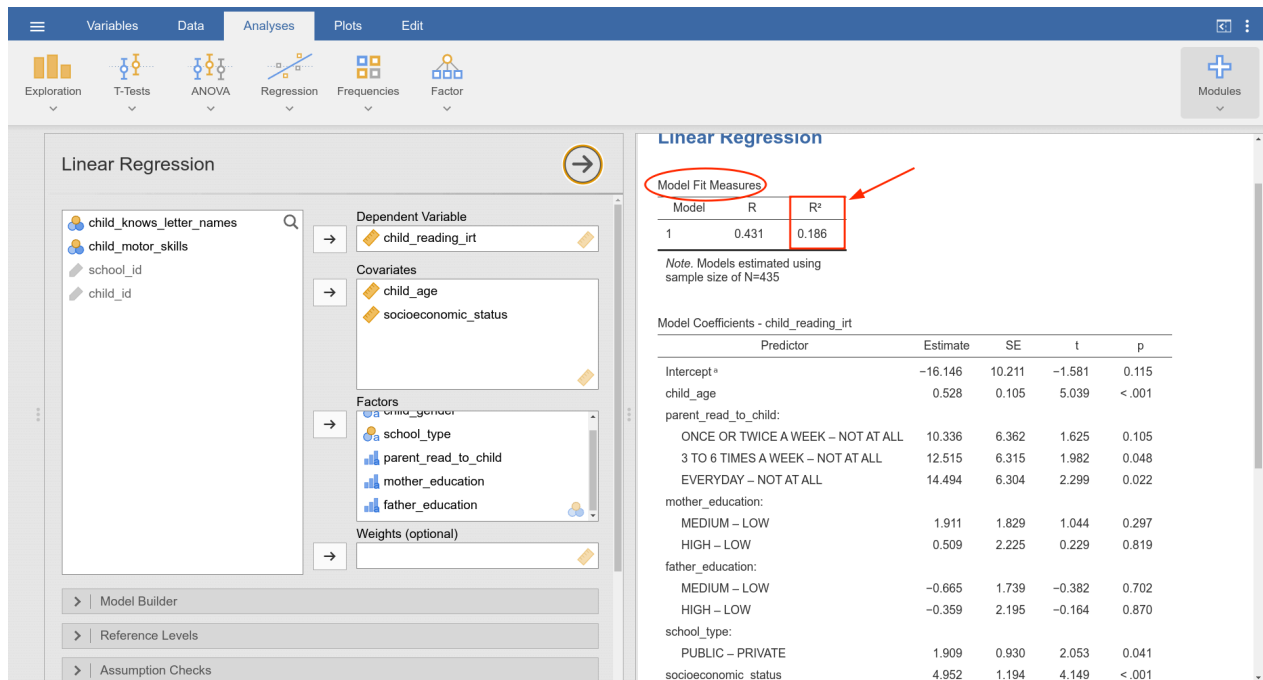 Variables Data Analyses Plots Edit
Exploration T-Tests ANOVA Regression Frequencies Factor Modules
Linear Regression
child_knows_letter_names
child_motor_skills
school_id
child_id
Dependent Variable
child_reading_irt
Covariates
child_age
socioeconomic_status
Factors
child_gender
school_type
parent_read_to_child
mother_education
father_education
Weights (optional)
Model Builder
Reference Levels
Assumption Checks
Linear Regression
Model Fit Measures
Model R R²
1 0.431 0.186
Note. Models estimated using
sample size of N=435
Model Coefficients - child_reading_irt
Predictor Estimate SE t p
Intercept ᵃ −16.146 10.211 −1.581 0.115
child_age 0.528 0.105 5.039 < .001
parent_read_to_child:
ONCE OR TWICE A WEEK – NOT AT ALL 10.336 6.362 1.625 0.105
3 TO 6 TIMES A WEEK – NOT AT ALL 12.515 6.315 1.982 0.048
EVERYDAY – NOT AT ALL 14.494 6.304 2.299 0.022
mother_education:
MEDIUM – LOW 1.911 1.829 1.044 0.297
HIGH – LOW 0.509 2.225 0.229 0.819
father_education:
MEDIUM – LOW −0.665 1.739 −0.382 0.702
HIGH – LOW −0.359 2.195 −0.164 0.870
school_type:
PUBLIC – PRIVATE 1.909 0.930 2.053 0.041
socioeconomic_status 4.952 1.194 4.149 < .001